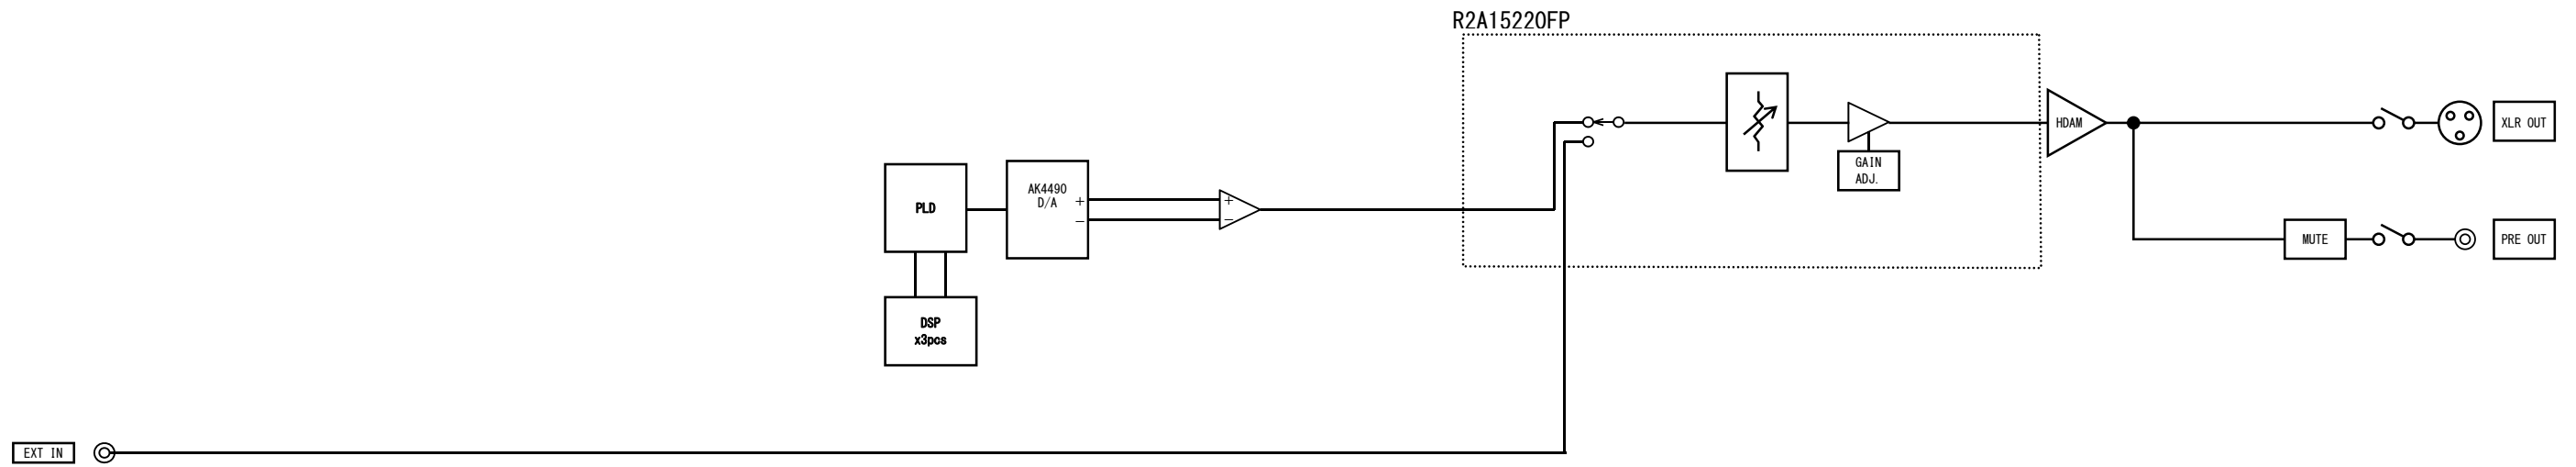 R2A15220FP
HDAM
XLR OUT
GAIN
ADJ.
AK4490
D/A
+
−
+
−
PLD
MUTE
PRE OUT
DSP
x3pcs
EXT IN